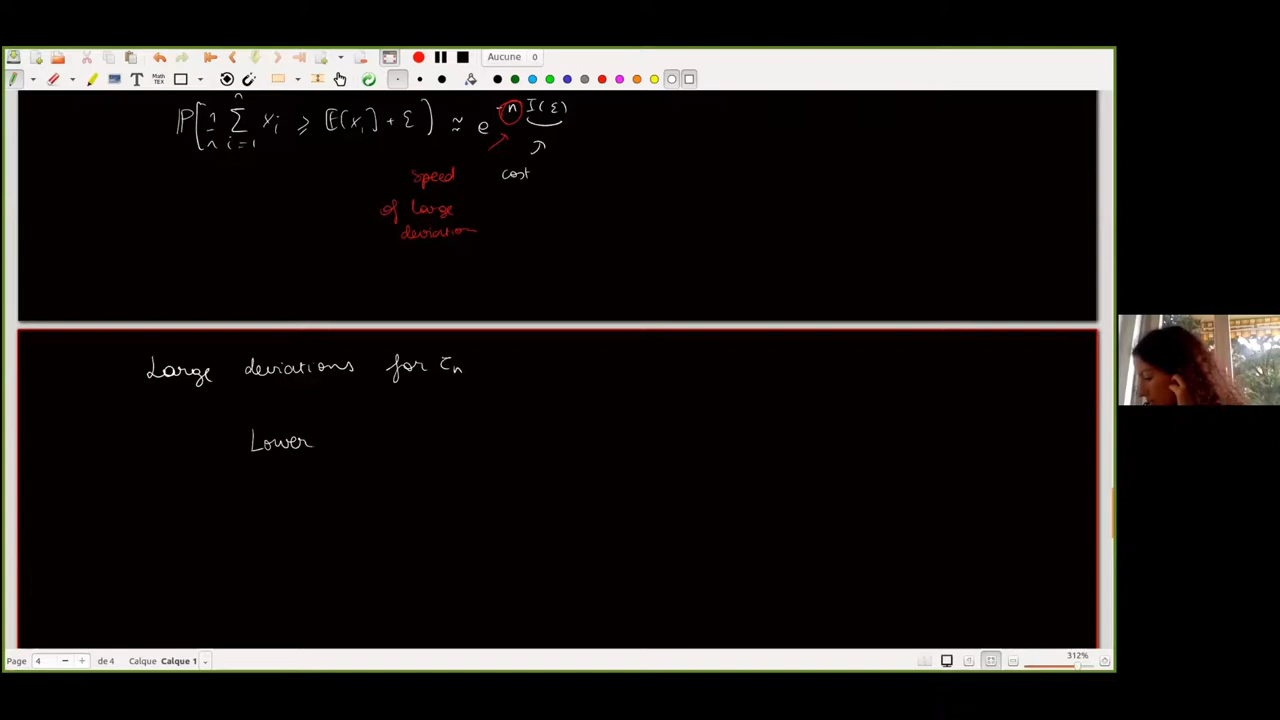 Aucune 0
P[ 1/n Σ_{i=1}^{n} X_i ⩾ E[X_1] + ε ) ≈ e^{-n I(ε)}
speed cost
of large
deviation
Large deviations for τ_n
Lower
Page 4 de 4 Calque Calque 1 312%